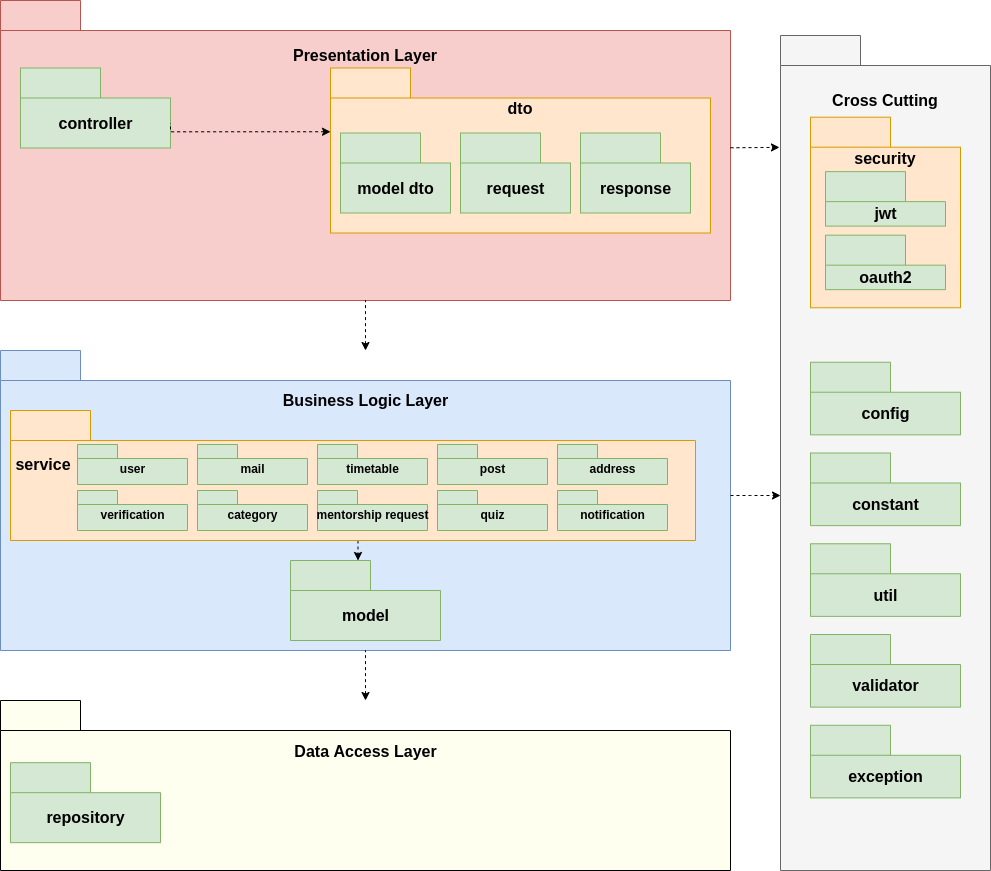 Presentation Layer
controller
dto
model dto
request
response
Cross Cutting
security
jwt
oauth2
config
constant
util
validator
exception
Business Logic Layer
service
user
mail
timetable
post
address
verification
category
mentorship request
quiz
notification
model
Data Access Layer
repository